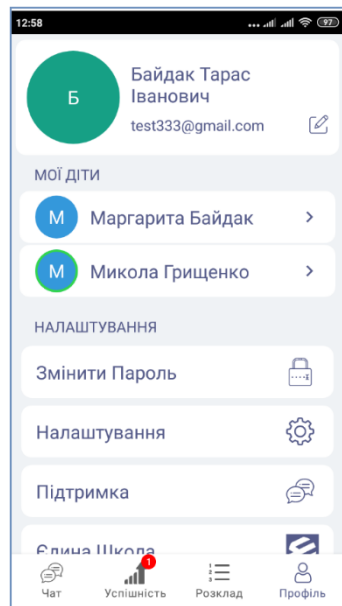 12:58
97
Б
Байдак Тарас
Іванович
test333@gmail.com
МОЇ ДІТИ
М Маргарита Байдак
М Микола Грищенко
НАЛАШТУВАННЯ
Змінити Пароль
Налаштування
Підтримка
Єдина Школа
1
Чат Успішність Розклад Профіль